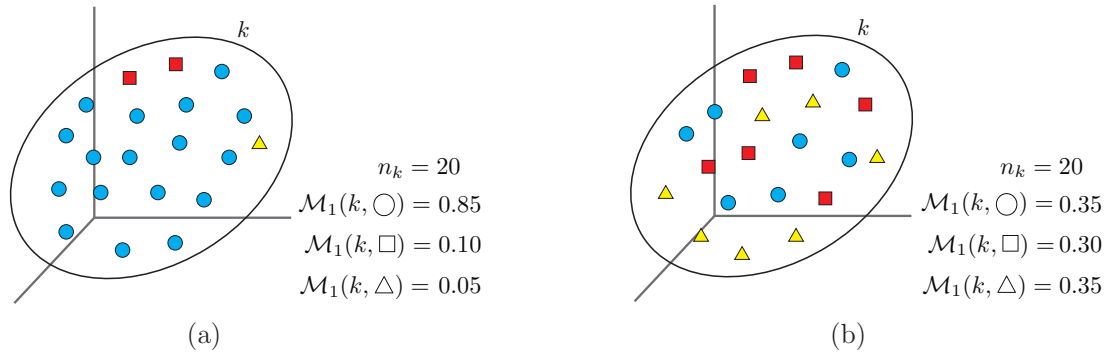 k
n_k = 20
M_1(k, ○) = 0.85
M_1(k, □) = 0.10
M_1(k, △) = 0.05
(a)
k
n_k = 20
M_1(k, ○) = 0.35
M_1(k, □) = 0.30
M_1(k, △) = 0.35
(b)